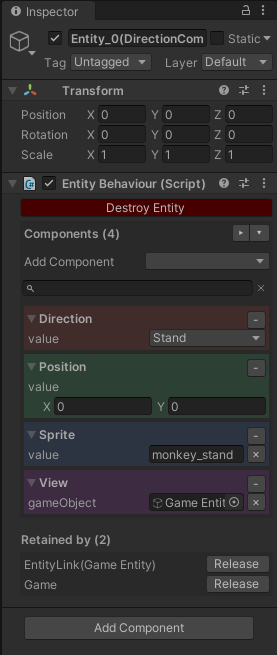 Inspector
Entity_0(DirectionCom
Static
Tag Untagged Layer Default
Transform
Position X 0 Y 0 Z 0
Rotation X 0 Y 0 Z 0
Scale X 1 Y 1 Z 1
Entity Behaviour (Script)
Destroy Entity
Components (4)
Add Component
Direction
value Stand
Position
value
X 0 Y 0
Sprite
value monkey_stand
View
gameObject Game Entit
Retained by (2)
EntityLink(Game Entity) Release
Game Release
Add Component